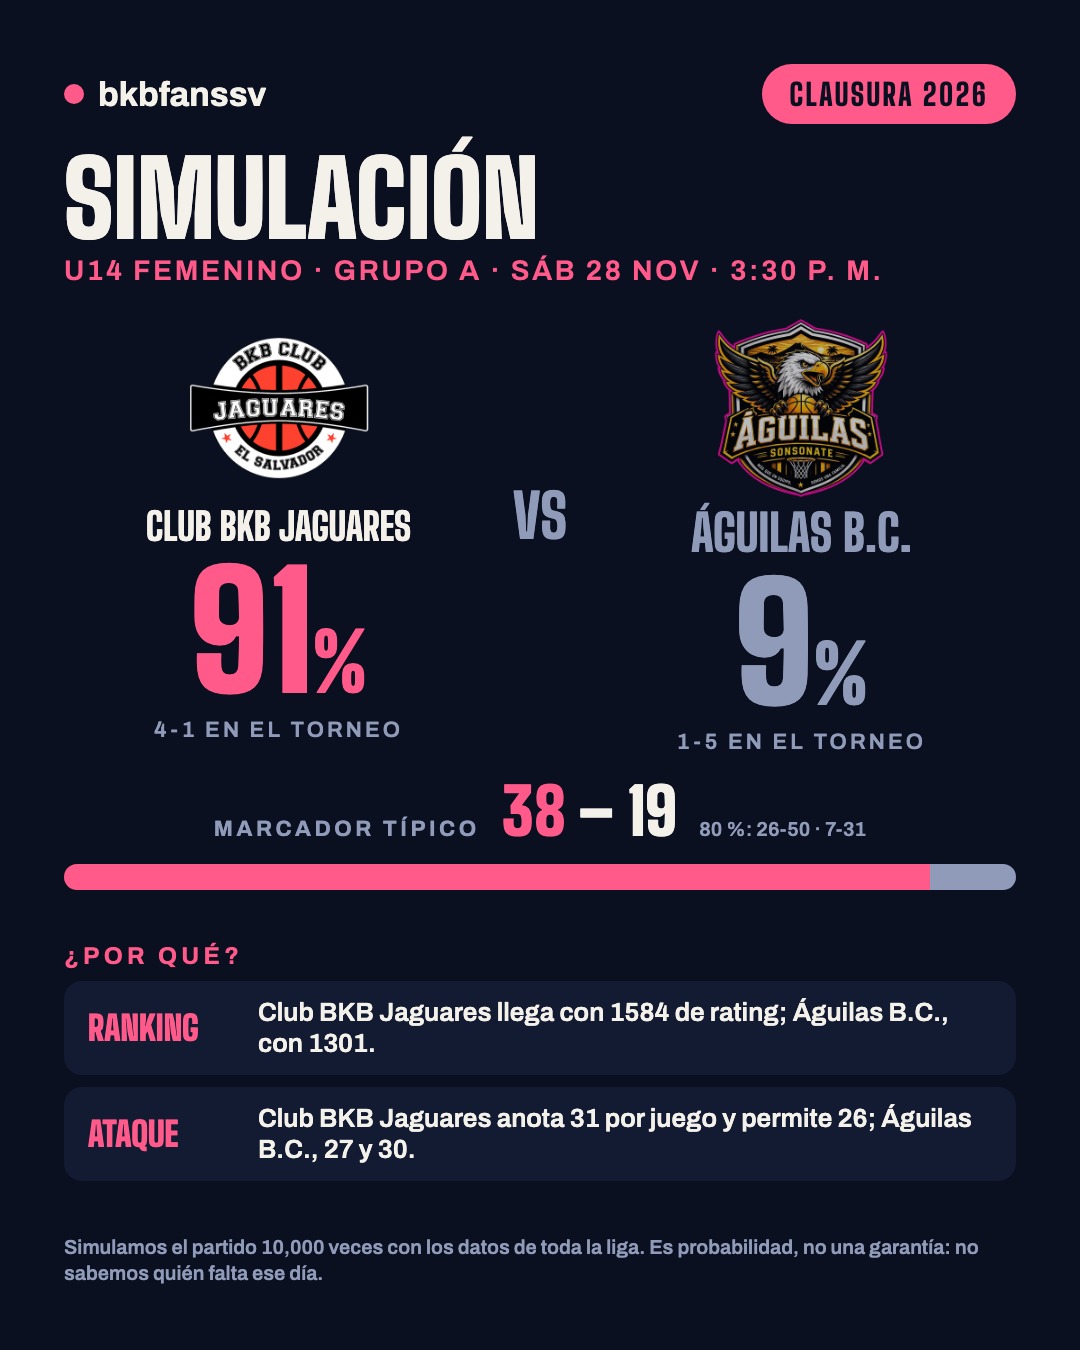 bkbfanssv
CLAUSURA 2026
SIMULACIÓN
U14 FEMENINO · GRUPO A · SÁB 28 NOV · 3:30 P. M.
BKB CLUB
JAGUARES
EL SALVADOR
ÁGUILAS
SONSONATE
CLUB BKB JAGUARES
VS
ÁGUILAS B.C.
91%
9%
4-1 EN EL TORNEO
1-5 EN EL TORNEO
MARCADOR TÍPICO 38 – 19 80 %: 26-50 · 7-31
¿POR QUÉ?
RANKING
Club BKB Jaguares llega con 1584 de rating; Águilas B.C.,
con 1301.
ATAQUE
Club BKB Jaguares anota 31 por juego y permite 26; Águilas
B.C., 27 y 30.
Simulamos el partido 10,000 veces con los datos de toda la liga. Es probabilidad, no una garantía: no
sabemos quién falta ese día.